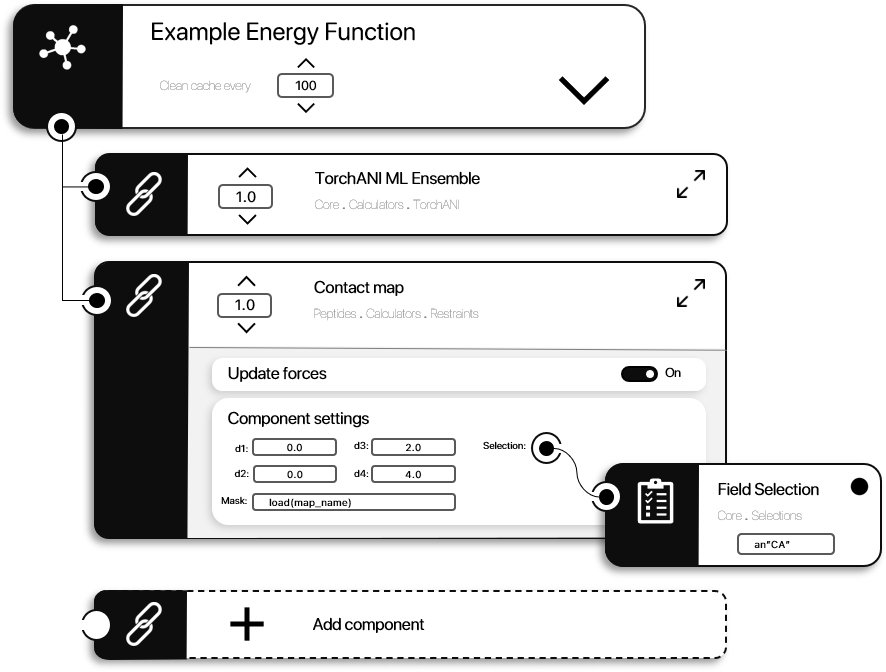 Example Energy Function
Clean cache every 100
TorchANI ML Ensemble
1.0
Core . Calculators . TorchANI
Contact map
1.0
Peptides . Calculators . Restraints
Update forces On
Component settings
d1: 0.0 d3: 2.0 Selection:
d2: 0.0 d4: 4.0
Mask: load(map_name)
Field Selection
Core . Selections
an"CA"
Add component